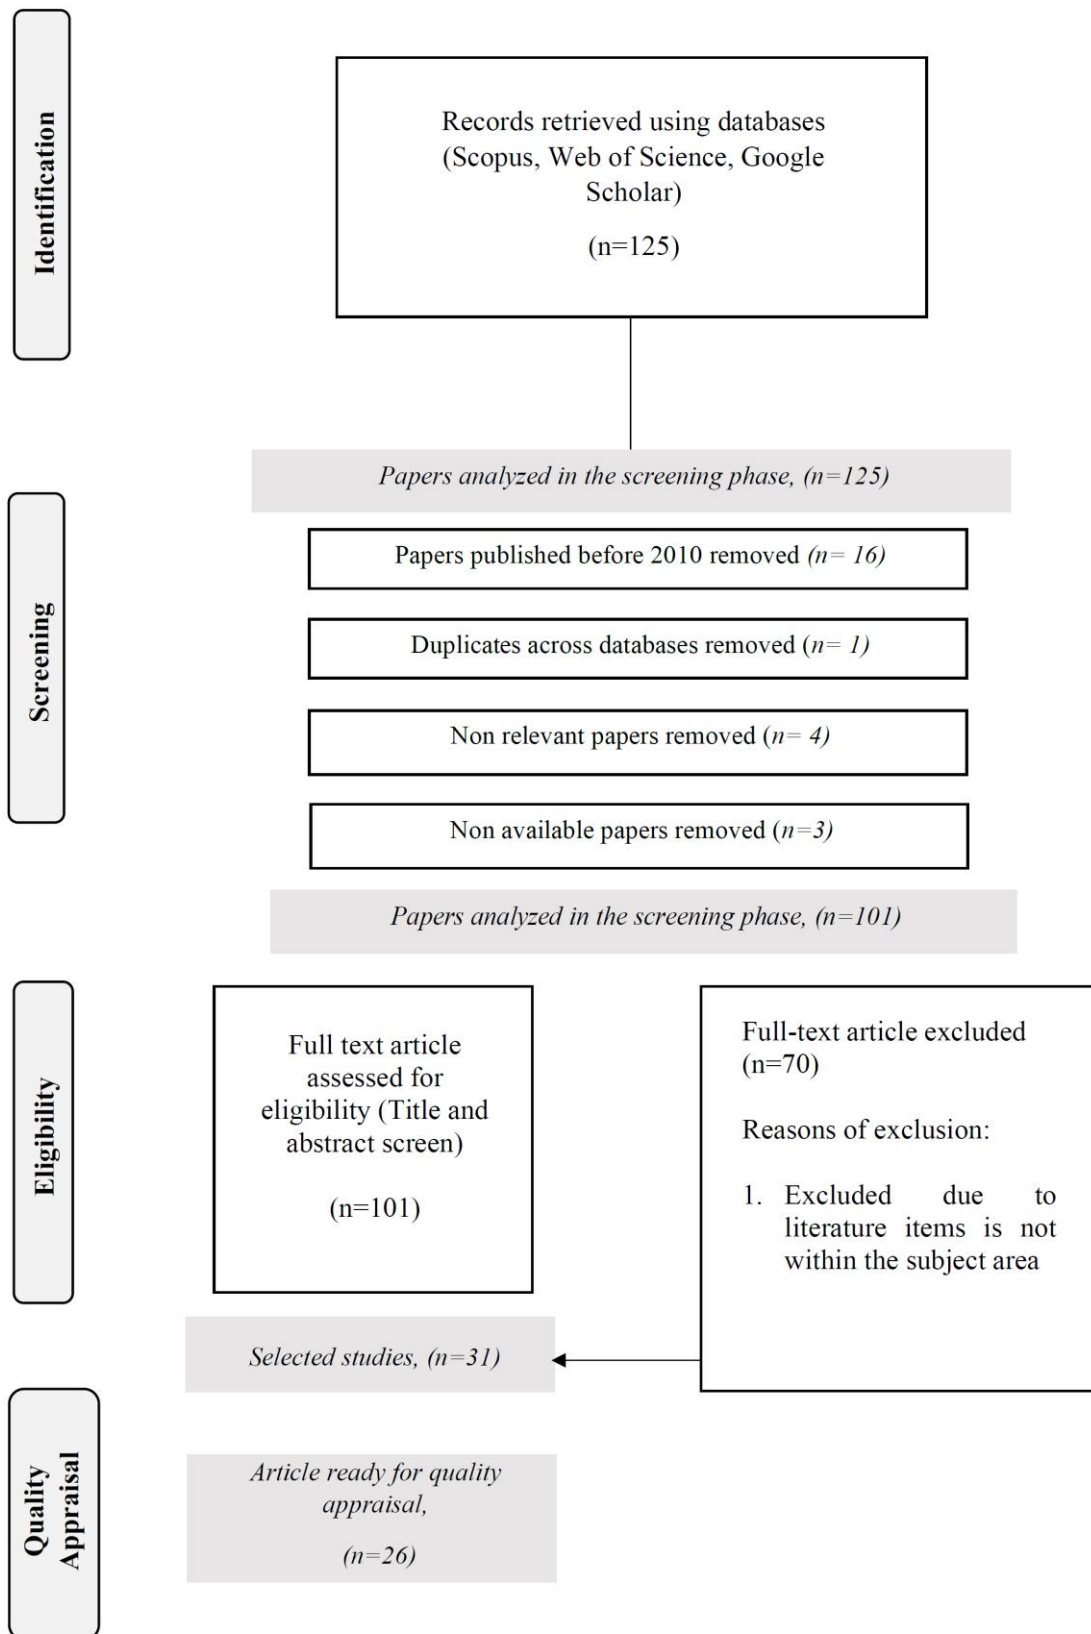 Identification
Records retrieved using databases
(Scopus, Web of Science, Google
Scholar)
(n=125)
Screening
Papers analyzed in the screening phase, (n=125)
Papers published before 2010 removed (n= 16)
Duplicates across databases removed (n= 1)
Non relevant papers removed (n= 4)
Non available papers removed (n=3)
Papers analyzed in the screening phase, (n=101)
Eligibility
Full text article
assessed for
eligibility (Title and
abstract screen)
(n=101)
Full-text article excluded
(n=70)
Reasons of exclusion:
1. Excluded due to
literature items is not
within the subject area
Selected studies, (n=31)
Quality
Appraisal
Article ready for quality
appraisal,
(n=26)